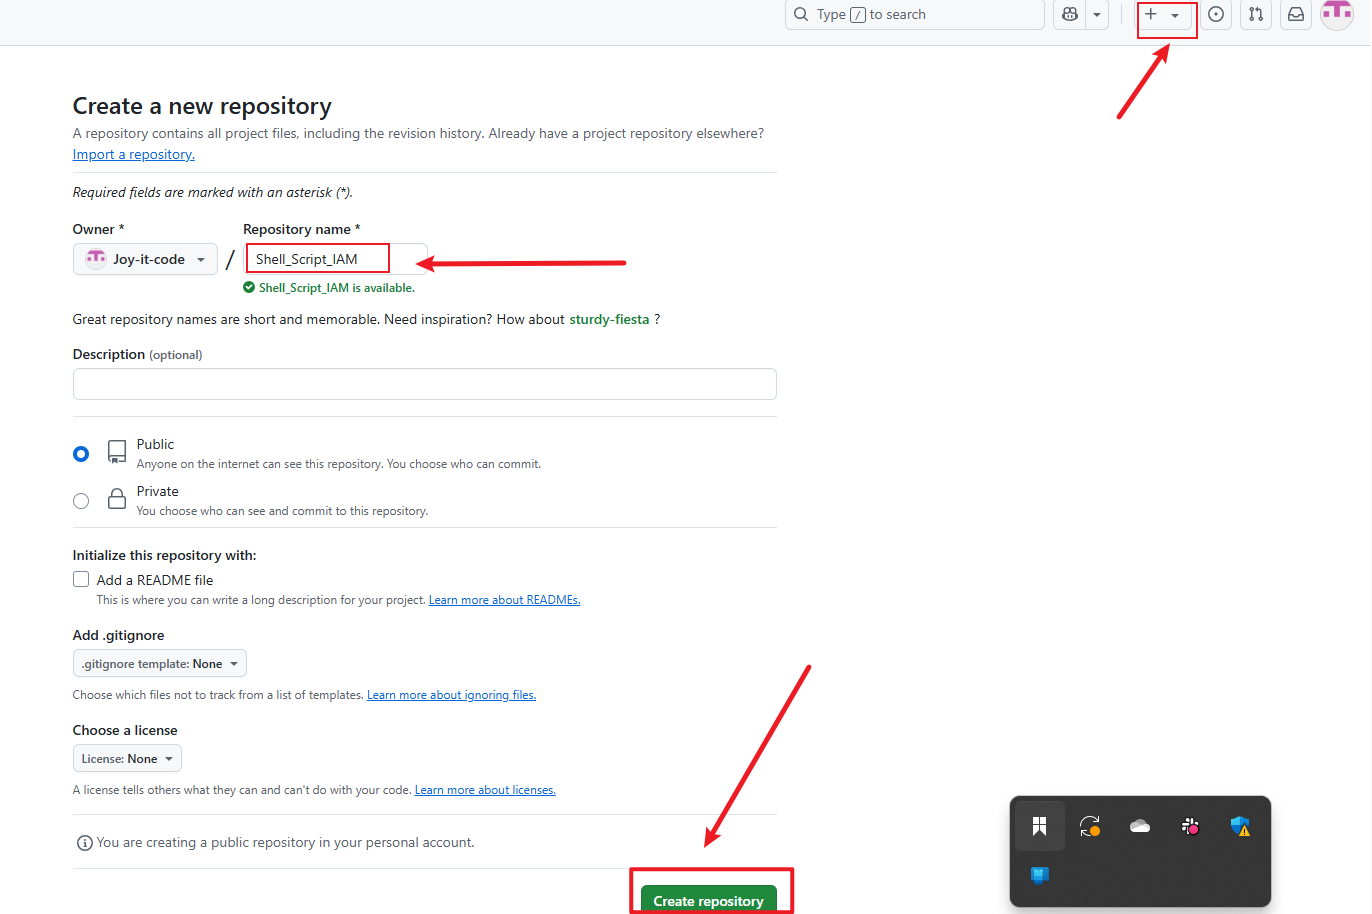 Type / to search
Create a new repository
A repository contains all project files, including the revision history. Already have a project repository elsewhere?
Import a repository.
Required fields are marked with an asterisk (*).
Owner *
Repository name *
Joy-it-code
/
Shell_Script_IAM
Shell_Script_IAM is available.
Great repository names are short and memorable. Need inspiration? How about sturdy-fiesta ?
Description (optional)
Public
Anyone on the internet can see this repository. You choose who can commit.
Private
You choose who can see and commit to this repository.
Initialize this repository with:
Add a README file
This is where you can write a long description for your project. Learn more about READMEs.
Add .gitignore
.gitignore template: None
Choose which files not to track from a list of templates. Learn more about ignoring files.
Choose a license
License: None
A license tells others what they can and can't do with your code. Learn more about licenses.
You are creating a public repository in your personal account.
Create repository